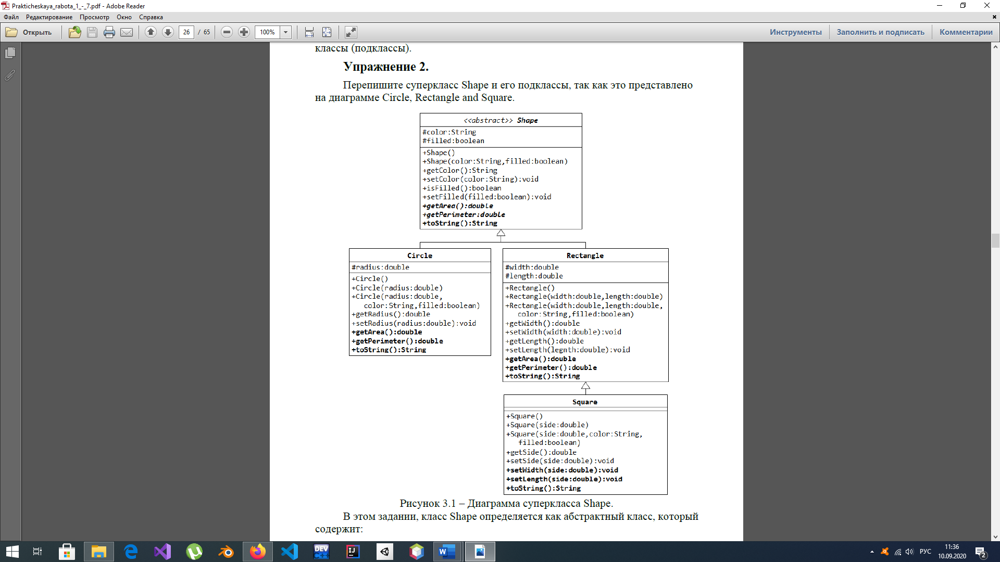 Prakticheskaya_rabota_1_-_7.pdf - Adobe Reader
Файл Редактирование Просмотр Окно Справка
Открыть 26 / 65 100% Инструменты Заполнить и подписать Комментарии
классы (подклассы).
Упражнение 2.
Перепишите суперкласс Shape и его подклассы, так как это представлено
на диаграмме Circle, Rectangle and Square.
<<abstract>> Shape
#color:String
#filled:boolean
+Shape()
+Shape(color:String,filled:boolean)
+getColor():String
+setColor(color:String):void
+isFilled():boolean
+setFilled(filled:boolean):void
+getArea():double
+getPerimeter:double
+toString():String
Circle
#radius:double
+Circle()
+Circle(radius:double)
+Circle(radius:double,
color:String,filled:boolean)
+getRadius():double
+setRadius(radius:double):void
+getArea():double
+getPerimeter():double
+toString():String
Rectangle
#width:double
#length:double
+Rectangle()
+Rectangle(width:double,length:double)
+Rectangle(width:double,length:double,
color:String,filled:boolean)
+getWidth():double
+setWidth(width:double):void
+getLength():double
+setLength(legnth:double):void
+getArea():double
+getPerimeter():double
+toString():String
Square
+Square()
+Square(side:double)
+Square(side:double,color:String,
filled:boolean)
+getSide():double
+setSide(side:double):void
+setWidth(side:double):void
+setLength(side:double):void
+toString():String
Рисунок 3.1 – Диаграмма суперкласса Shape.
В этом задании, класс Shape определяется как абстрактный класс, который
содержит:
DEV C++
IJ
W
РУС
11:36
10.09.2020
2